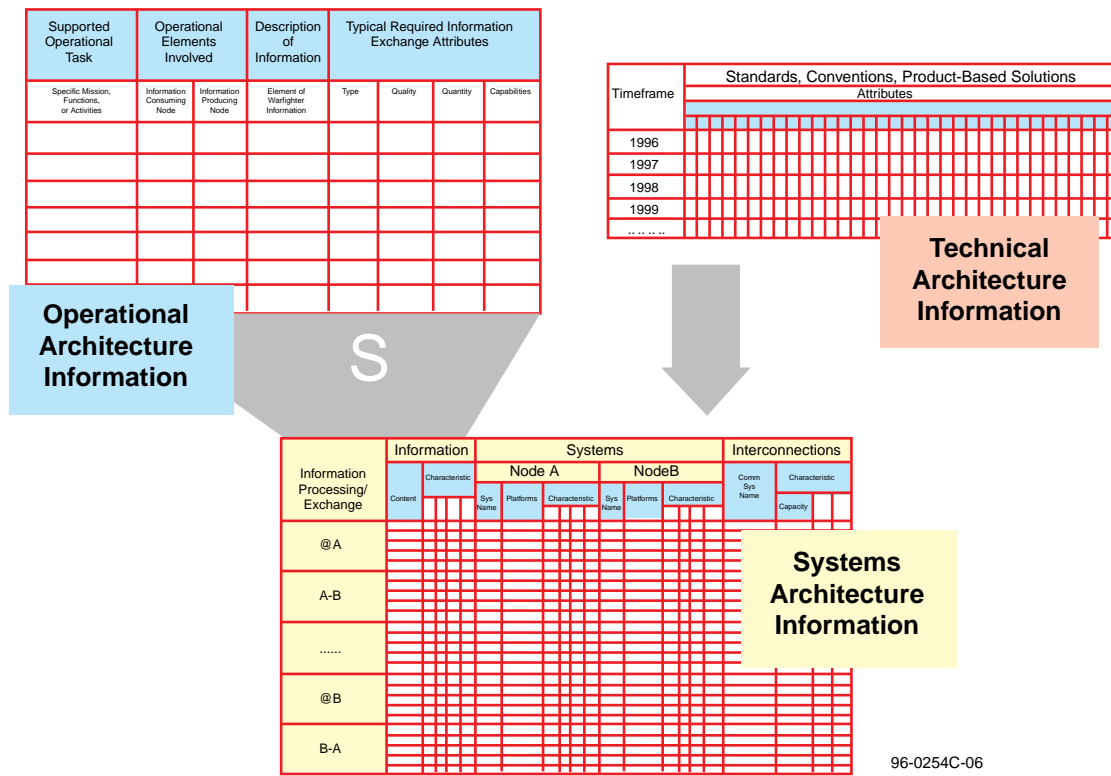 Supported
Operational
Task
Operational
Elements
Involved
Description
of
Information
Typical Required Information
Exchange Attributes
Specific Mission,
Functions,
or Activities
Information
Consuming
Node
Information
Producing
Node
Element of
Warfighter
Information
Type
Quality
Quantity
Capabilities
Operational
Architecture
Information
S
Timeframe
Standards, Conventions, Product-Based Solutions
Attributes
1996
1997
1998
1999
.. .. .. ..
Technical
Architecture
Information
Information
Processing/
Exchange
Information
Systems
Interconnections
Content
Characteristic
Node A
NodeB
Sys
Name
Platforms
Characteristic
Sys
Name
Platforms
Characteristic
Comm
Sys
Name
Characteristic
Capacity
@A
A-B
......
@B
B-A
Systems
Architecture
Information
96-0254C-06